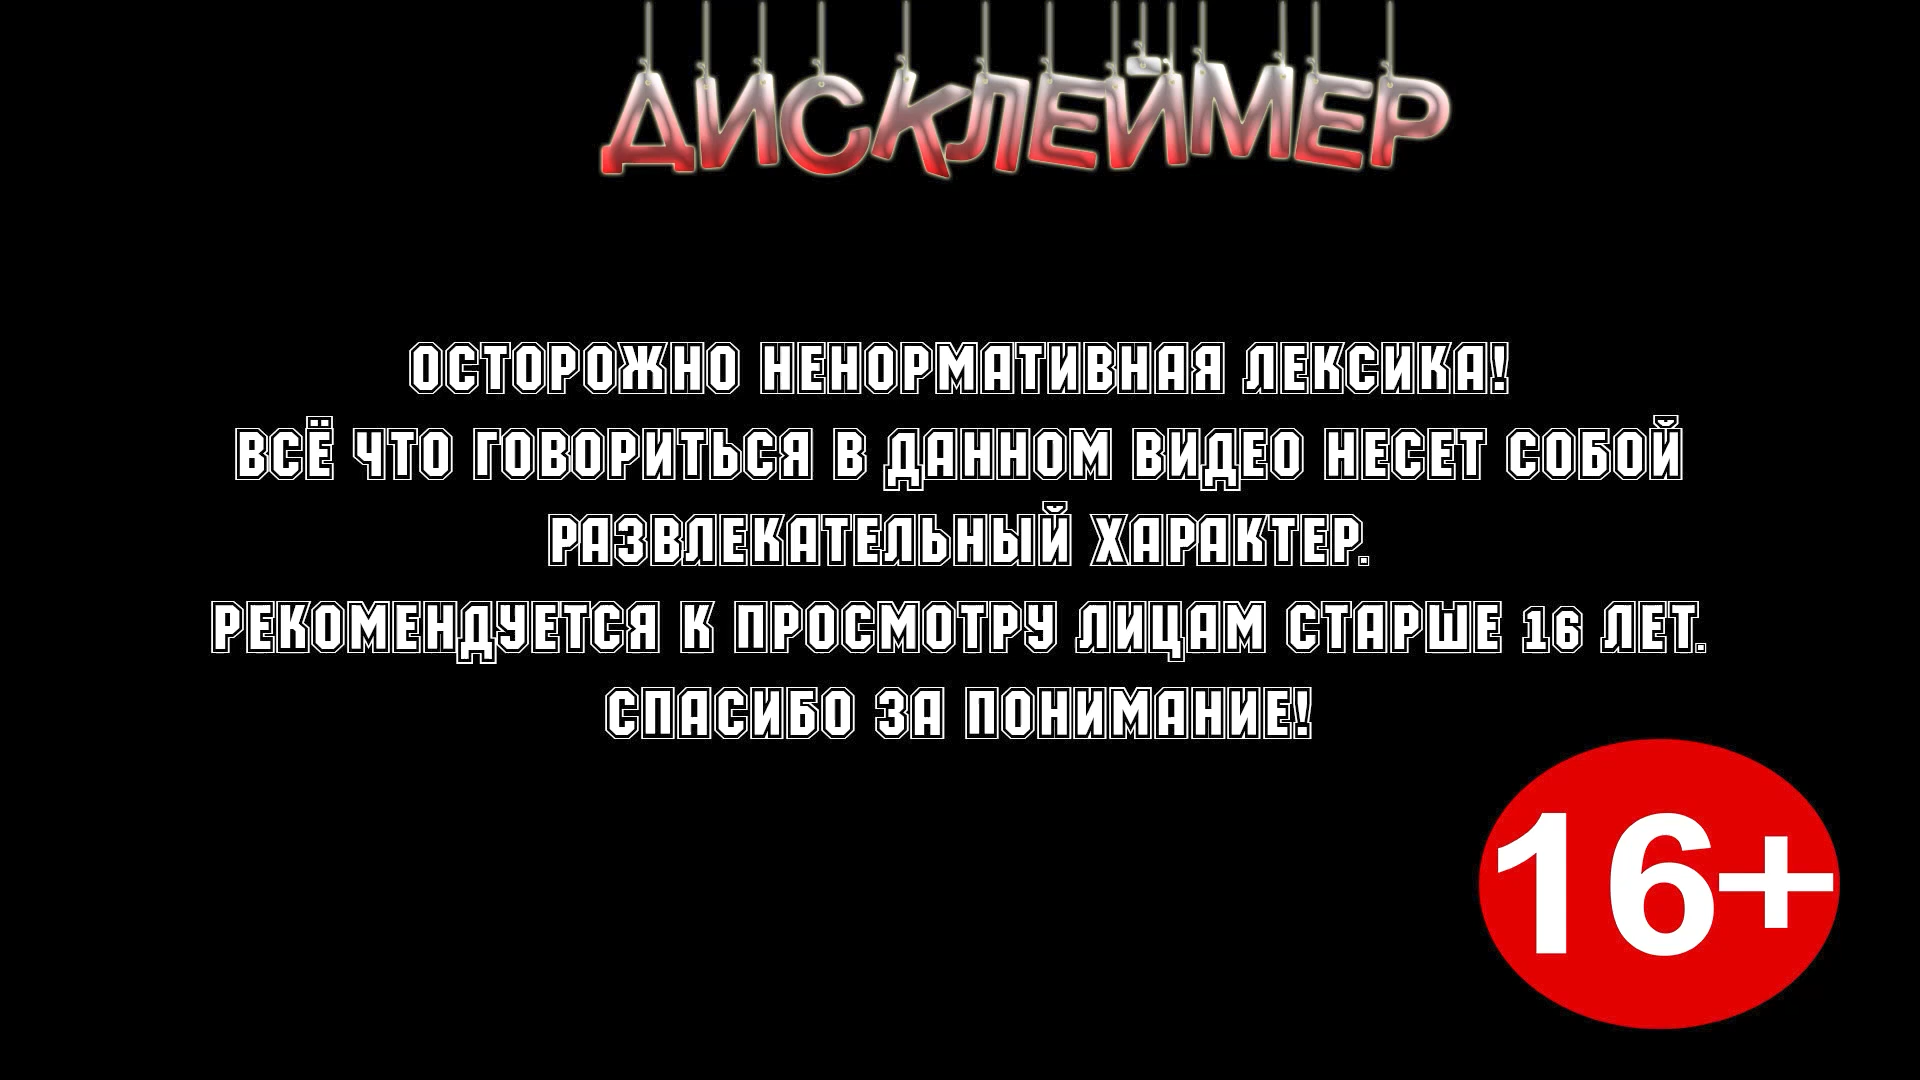 ДИСКЛЕЙМЕР
ОСТОРОЖНО НЕНОРМАТИВНАЯ ЛЕКСИКА!
ВСЁ ЧТО ГОВОРИТЬСЯ В ДАННОМ ВИДЕО НЕСЕТ СОБОЙ
РАЗВЛЕКАТЕЛЬНЫЙ ХАРАКТЕР.
РЕКОМЕНДУЕТСЯ К ПРОСМОТРУ ЛИЦАМ СТАРШЕ 16 ЛЕТ.
СПАСИБО ЗА ПОНИМАНИЕ!
16+